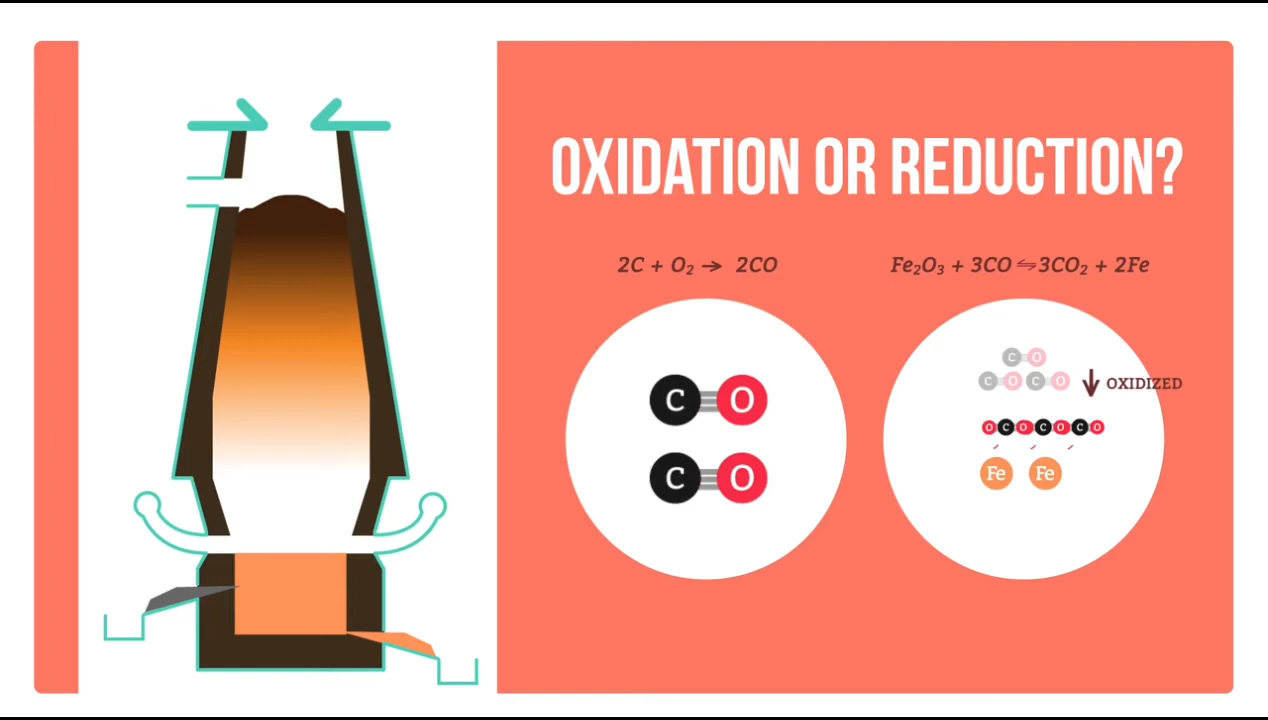 OXIDATION OR REDUCTION?
2C + O₂ → 2CO
Fe₂O₃ + 3CO ⇋ 3CO₂ + 2Fe
C O
C O
C O
C O C O
OXIDIZED
O C O C O C O
Fe Fe